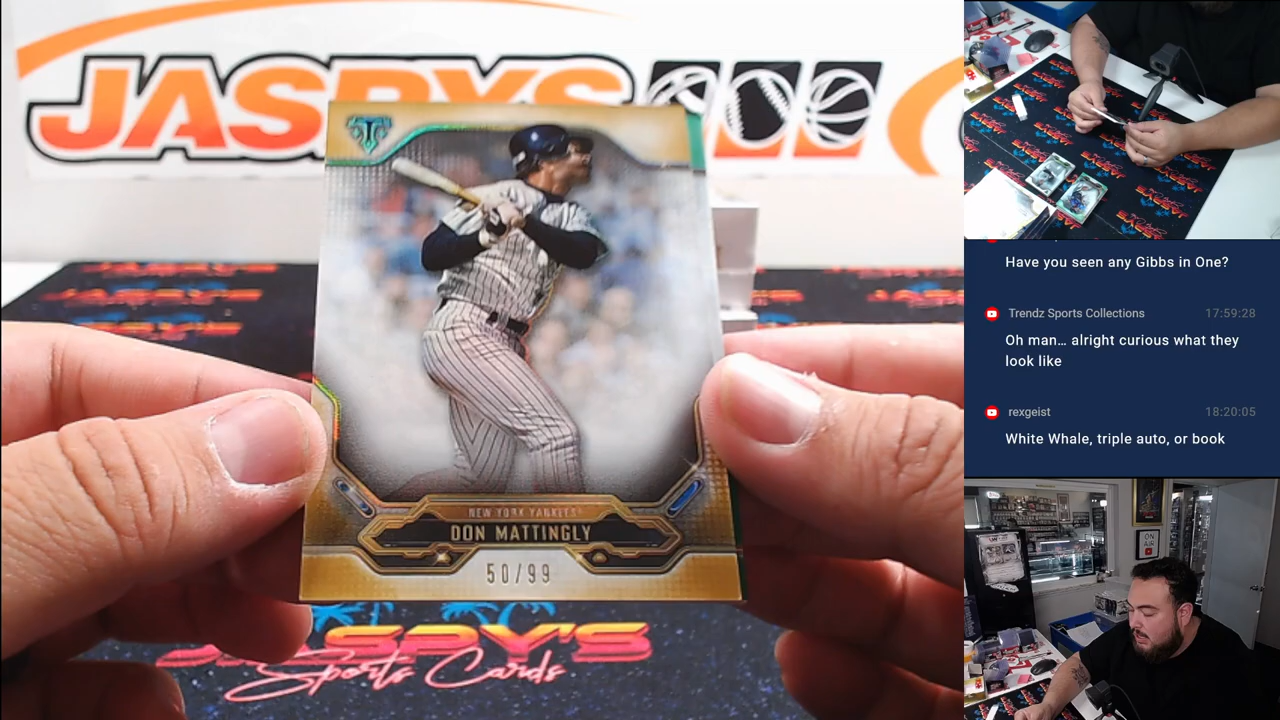 JASPYS
NEW YORK YANKEES
DON MATTINGLY
50/99
JASPY'S
Sports Cards
Have you seen any Gibbs in One?
Trendz Sports Collections 17:59:28
Oh man... alright curious what they
look like
rexgeist 18:20:05
White Whale, triple auto, or book
ON
AIR